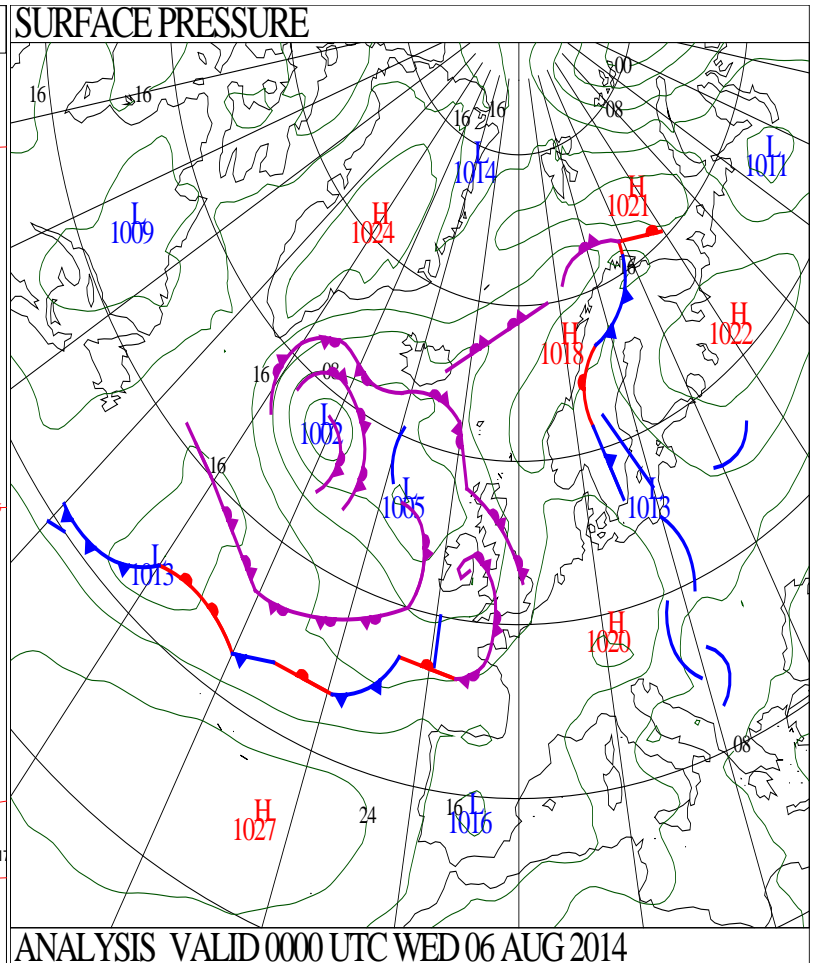 SURFACE PRESSURE
00
16
16
08
16
16
L
1014
L
1011
H
1021
L
1009
H
1024
16
H
1022
H
1018
16
08
L
1002
16
L
1005
L
1013
L
1013
H
1020
08
H
1027
24
16
L
1016
ANALYSIS VALID 0000 UTC WED 06 AUG 2014